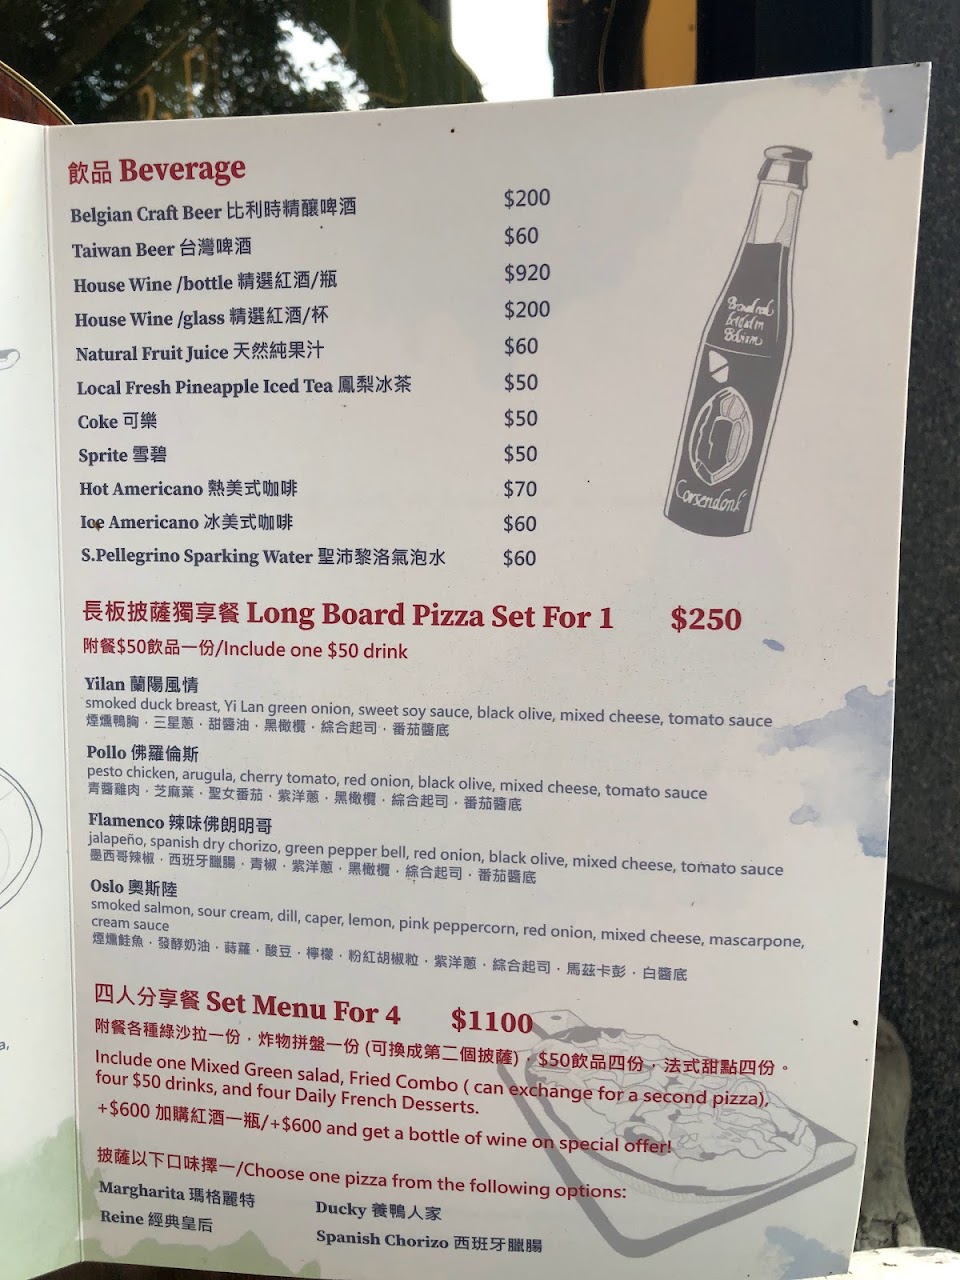 飲品 Beverage
Belgian Craft Beer 比利時精釀啤酒 $200
Taiwan Beer 台灣啤酒 $60
House Wine /bottle 精選紅酒/瓶 $920
House Wine /glass 精選紅酒/杯 $200
Natural Fruit Juice 天然純果汁 $60
Local Fresh Pineapple Iced Tea 鳳梨冰茶 $50
Coke 可樂 $50
Sprite 雪碧 $50
Hot Americano 熱美式咖啡 $70
Ice Americano 冰美式咖啡 $60
S.Pellegrino Sparking Water 聖沛黎洛氣泡水 $60
Corsendonk
長板披薩獨享餐 Long Board Pizza Set For 1 $250
附餐$50飲品一份/Include one $50 drink
Yilan 蘭陽風情
smoked duck breast, Yi Lan green onion, sweet soy sauce, black olive, mixed cheese, tomato sauce
煙燻鴨胸 · 三星蔥 · 甜醬油 · 黑橄欖 · 綜合起司 · 番茄醬底
Pollo 佛羅倫斯
pesto chicken, arugula, cherry tomato, red onion, black olive, mixed cheese, tomato sauce
青醬雞肉 · 芝麻葉 · 聖女番茄 · 紫洋蔥 · 黑橄欖 · 綜合起司 · 番茄醬底
Flamenco 辣味佛朗明哥
jalapeño, spanish dry chorizo, green pepper bell, red onion, black olive, mixed cheese, tomato sauce
墨西哥辣椒 · 西班牙臘腸 · 青椒 · 紫洋蔥 · 黑橄欖 · 綜合起司 · 番茄醬底
Oslo 奧斯陸
smoked salmon, sour cream, dill, caper, lemon, pink peppercorn, red onion, mixed cheese, mascarpone,
cream sauce
煙燻鮭魚 · 發酵奶油 · 蒔蘿 · 酸豆 · 檸檬 · 粉紅胡椒粒 · 紫洋蔥 · 綜合起司 · 馬茲卡彭 · 白醬底
四人分享餐 Set Menu For 4 $1100
附餐各種綠沙拉一份，炸物拼盤一份 (可換成第二個披薩)，$50飲品四份，法式甜點四份。
Include one Mixed Green salad, Fried Combo ( can exchange for a second pizza),
four $50 drinks, and four Daily French Desserts.
+$600 加購紅酒一瓶/+$600 and get a bottle of wine on special offer!
披薩以下口味擇一/Choose one pizza from the following options:
Margharita 瑪格麗特
Ducky 養鴨人家
Reine 經典皇后
Spanish Chorizo 西班牙臘腸